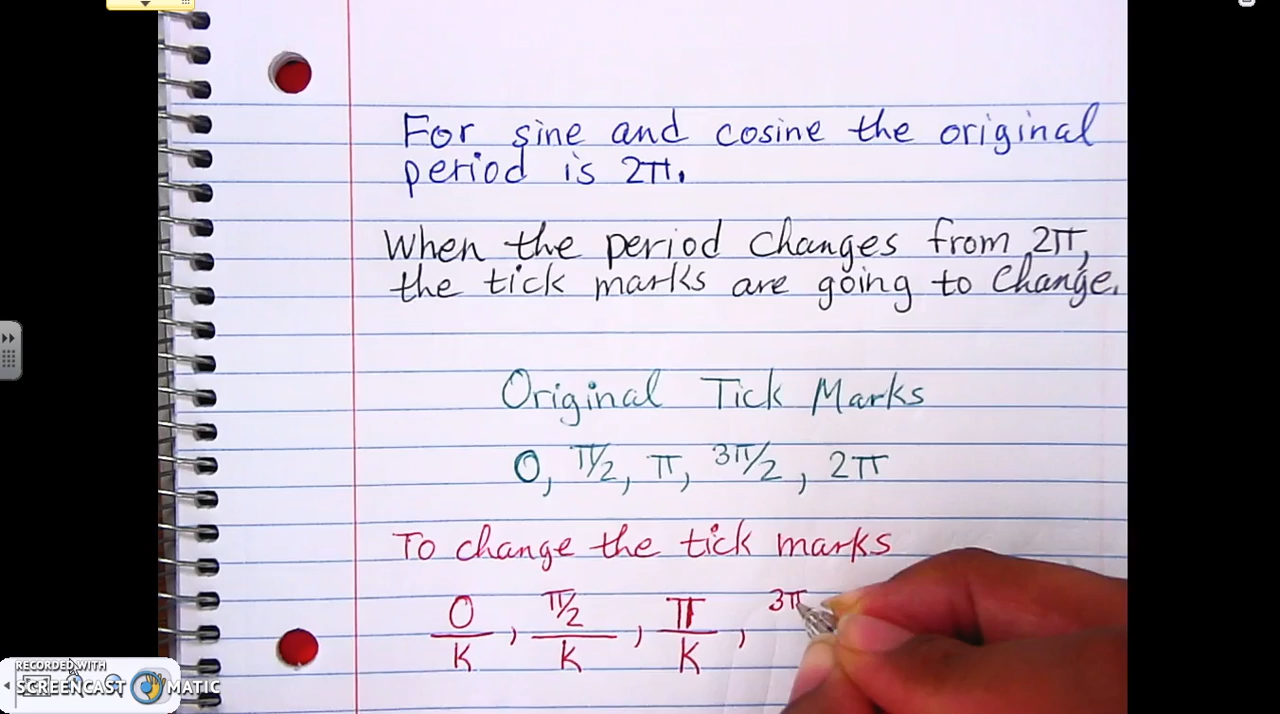 For sine and cosine the original
period is 2π.
When the period changes from 2π,
the tick marks are going to change.
Original Tick Marks
0, π/2, π, 3π/2, 2π
To change the tick marks
0/K, π/2/K, π/K, 3π
RECORDED WITH
SCREENCAST MATIC